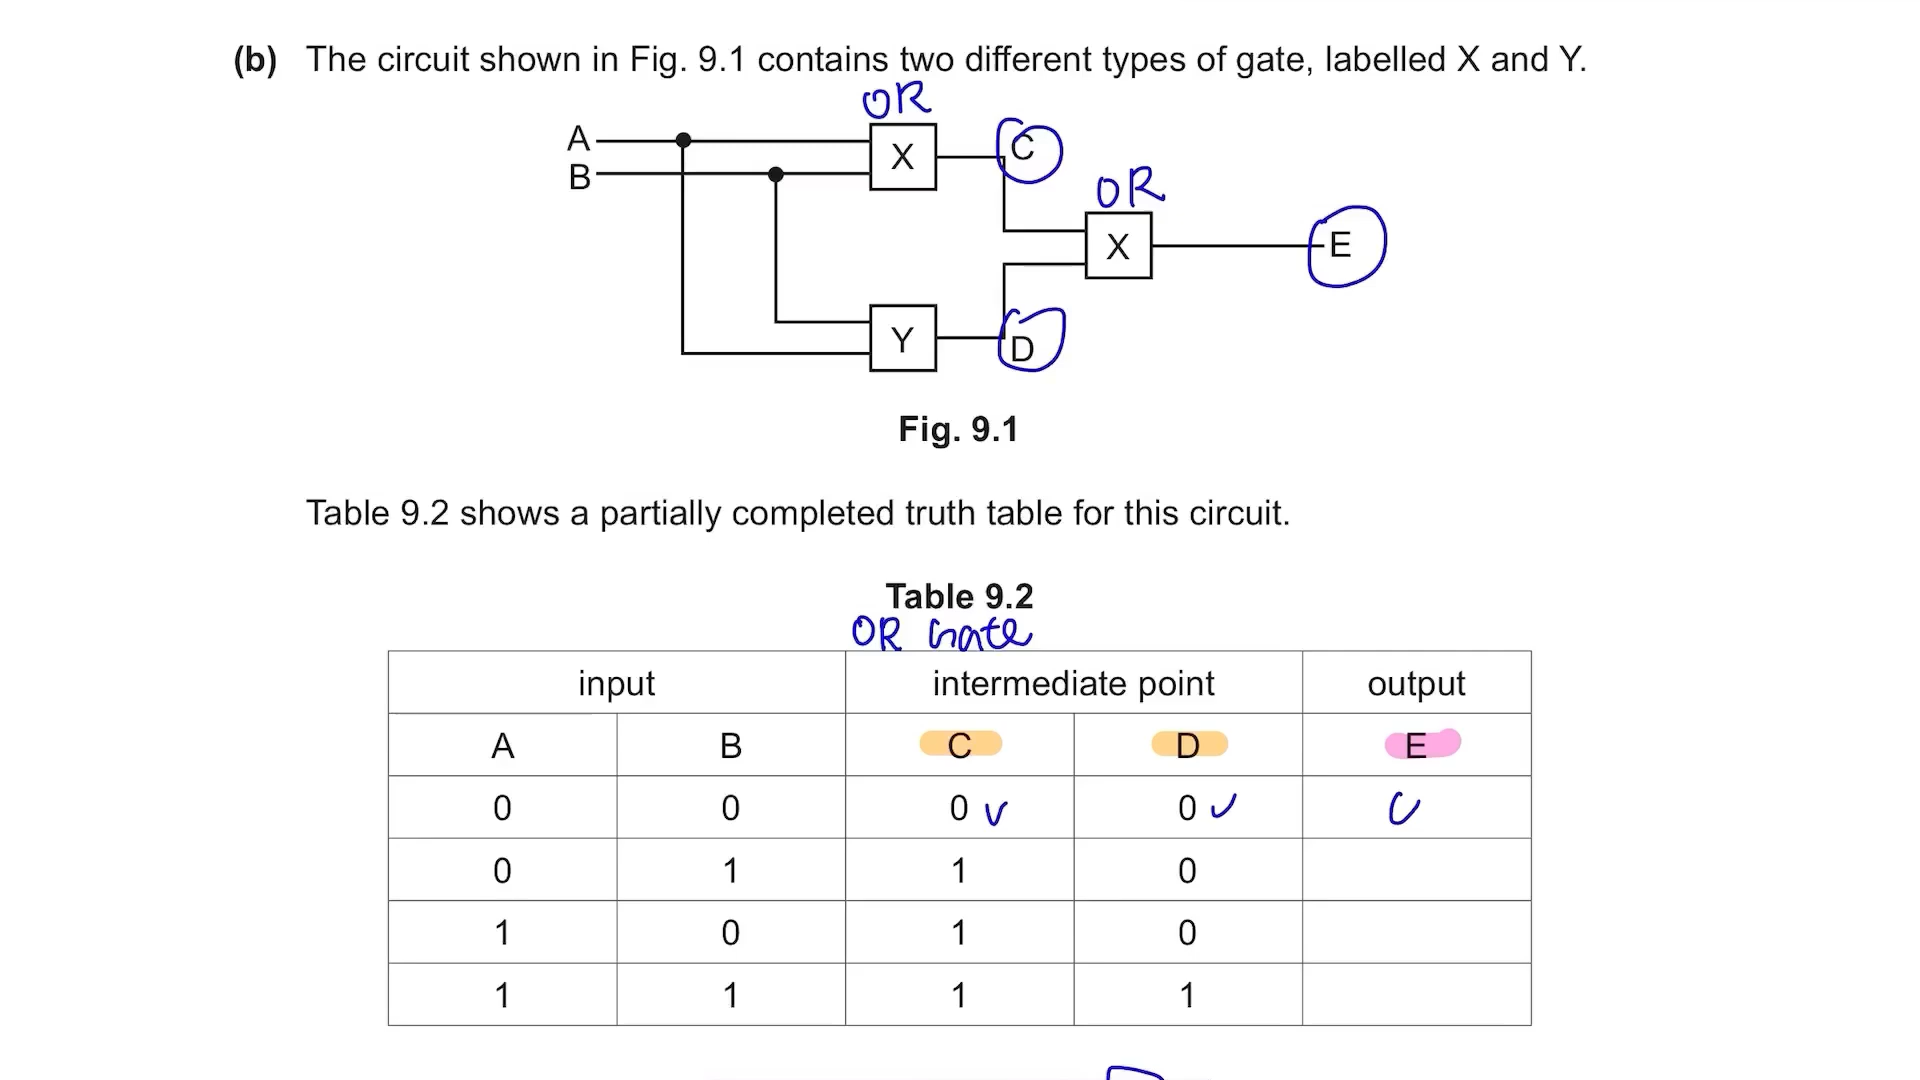 (b) The circuit shown in Fig. 9.1 contains two different types of gate, labelled X and Y.
OR
A
X
C
B
OR
X
E
Y
D
Fig. 9.1
Table 9.2 shows a partially completed truth table for this circuit.
Table 9.2
OR Gate
input intermediate point output
A B C D E
0 0 0 0 0
0 1 1 0
1 0 1 0
1 1 1 1